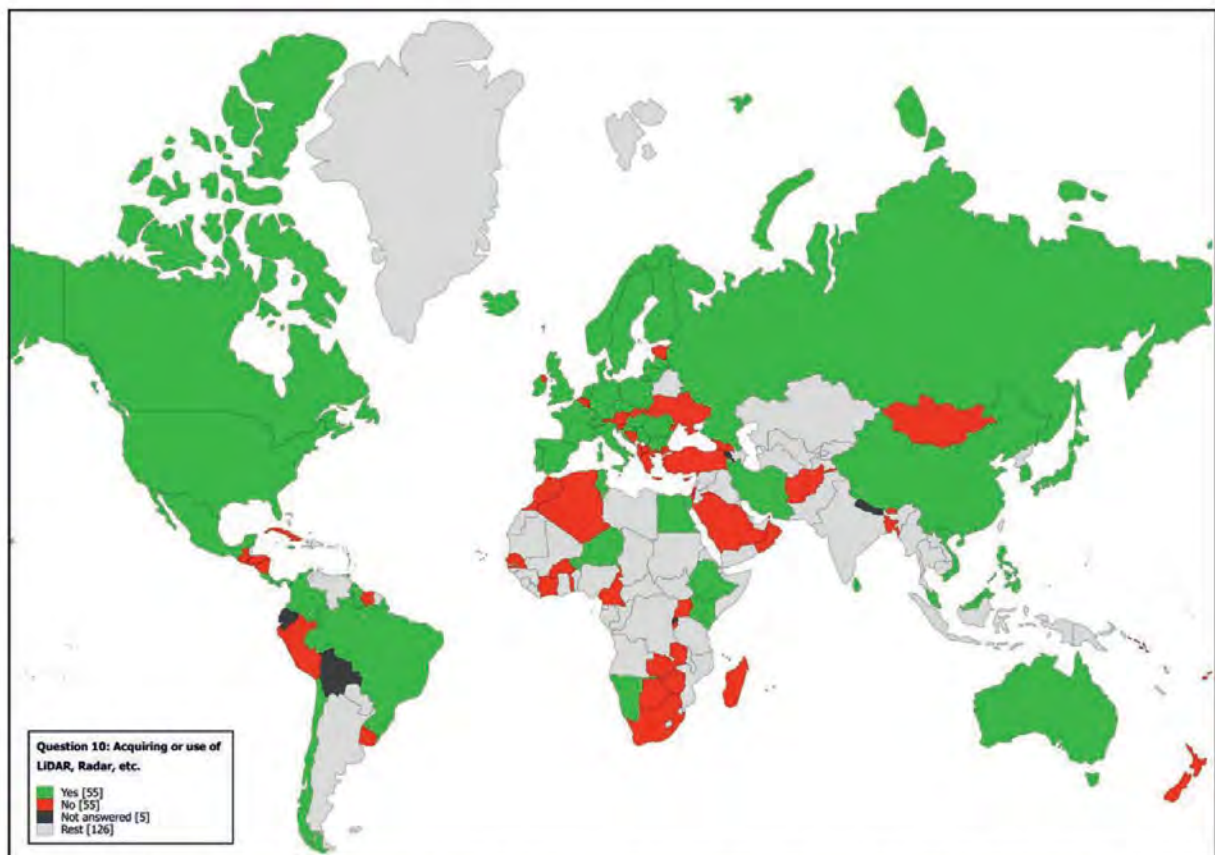 Question 10: Acquiring or use of
LiDAR, Radar, etc.
Yes [55]
No [55]
Not answered [5]
Rest [126]